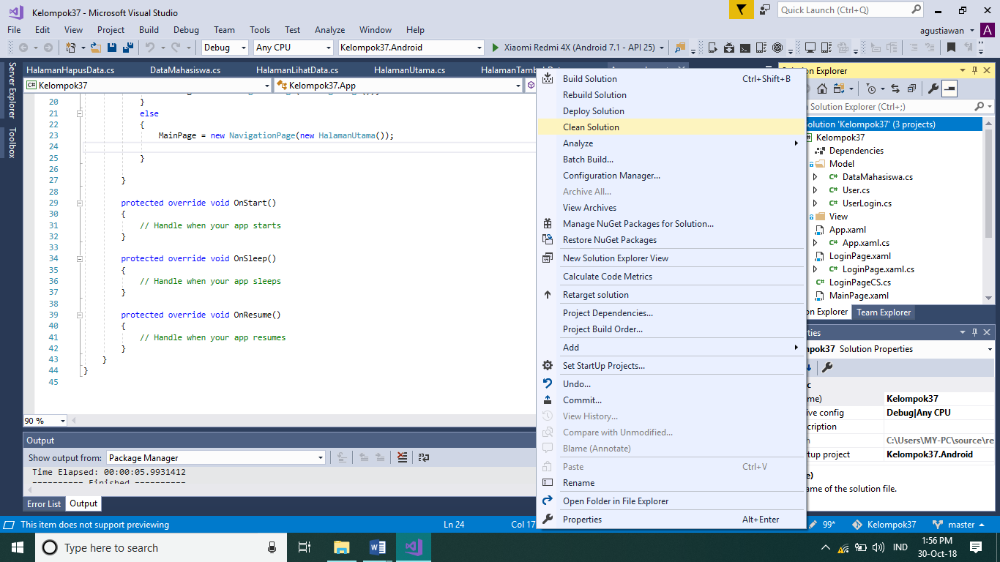 Kelompok37 - Microsoft Visual Studio
Quick Launch (Ctrl+Q)
File Edit View Project Build Debug Team Tools Test Analyze Window Help
agustiawan
A
Debug Any CPU Kelompok37.Android Xiaomi Redmi 4X (Android 7.1 - API 25)
Server Explorer
Toolbox
HalamanHapusData.cs DataMahasiswa.cs HalamanLihatData.cs HalamanUtama.cs
Kelompok37 Kelompok37.App
20 }
21 else
22 {
23 MainPage = new NavigationPage(new HalamanUtama());
24
25 }
26
27 }
28
29 protected override void OnStart()
30 {
31 // Handle when your app starts
32 }
33
34 protected override void OnSleep()
35 {
36 // Handle when your app sleeps
37 }
38
39 protected override void OnResume()
40 {
41 // Handle when your app resumes
42 }
43 }
44 }
45
90 %
Output
Show output from: Package Manager
Time Elapsed: 00:00:05.9931412
========== Finished ==========
Error List Output
Build Solution Ctrl+Shift+B
Rebuild Solution
Deploy Solution
Clean Solution
Analyze
Batch Build...
Configuration Manager...
Archive All...
View Archives
Manage NuGet Packages for Solution...
Restore NuGet Packages
New Solution Explorer View
Calculate Code Metrics
Retarget solution
Project Dependencies...
Project Build Order...
Add
Set StartUp Projects...
Undo...
Commit...
View History...
Compare with Unmodified...
Blame (Annotate)
Paste Ctrl+V
Rename
Open Folder in File Explorer
Properties Alt+Enter
Explorer
Solution Explorer (Ctrl+;)
'Kelompok37' (3 projects)
Kelompok37
Dependencies
Model
DataMahasiswa.cs
User.cs
UserLogin.cs
View
App.xaml
App.xaml.cs
LoginPage.xaml
LoginPage.xaml.cs
LoginPageCS.cs
MainPage.xaml
Explorer Team Explorer
Solution Properties
Kelompok37
config Debug|Any CPU
C:\Users\MY-PC\source\re
project Kelompok37.Android
of the solution file.
This item does not support previewing Ln 24 Col 17 99* Kelompok37 master
Type here to search
IND
1:56 PM
30-Oct-18